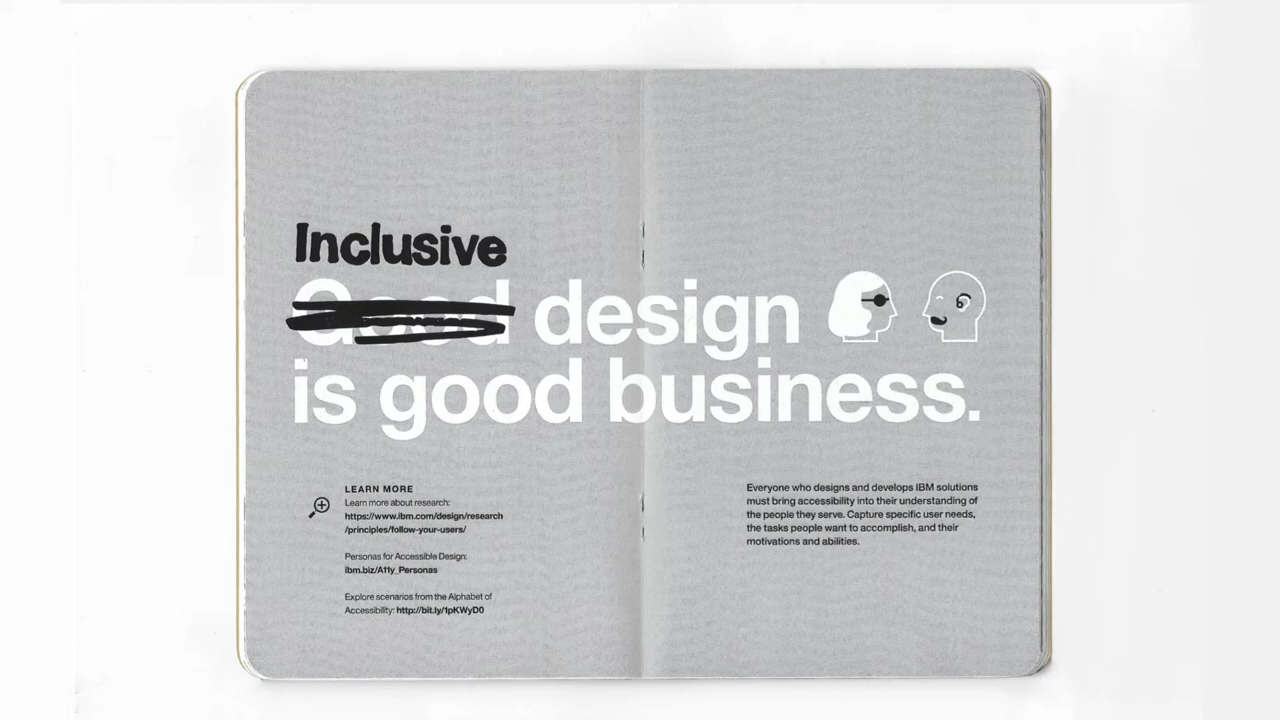 Inclusive
Good design
is good business.
LEARN MORE
Learn more about research:
https://www.ibm.com/design/research
/principles/follow-your-users/
Personas for Accessible Design:
ibm.biz/A11y_Personas
Explore scenarios from the Alphabet of
Accessibility: http://bit.ly/1pKWyD0
Everyone who designs and develops IBM solutions
must bring accessibility into their understanding of
the people they serve. Capture specific user needs,
the tasks people want to accomplish, and their
motivations and abilities.